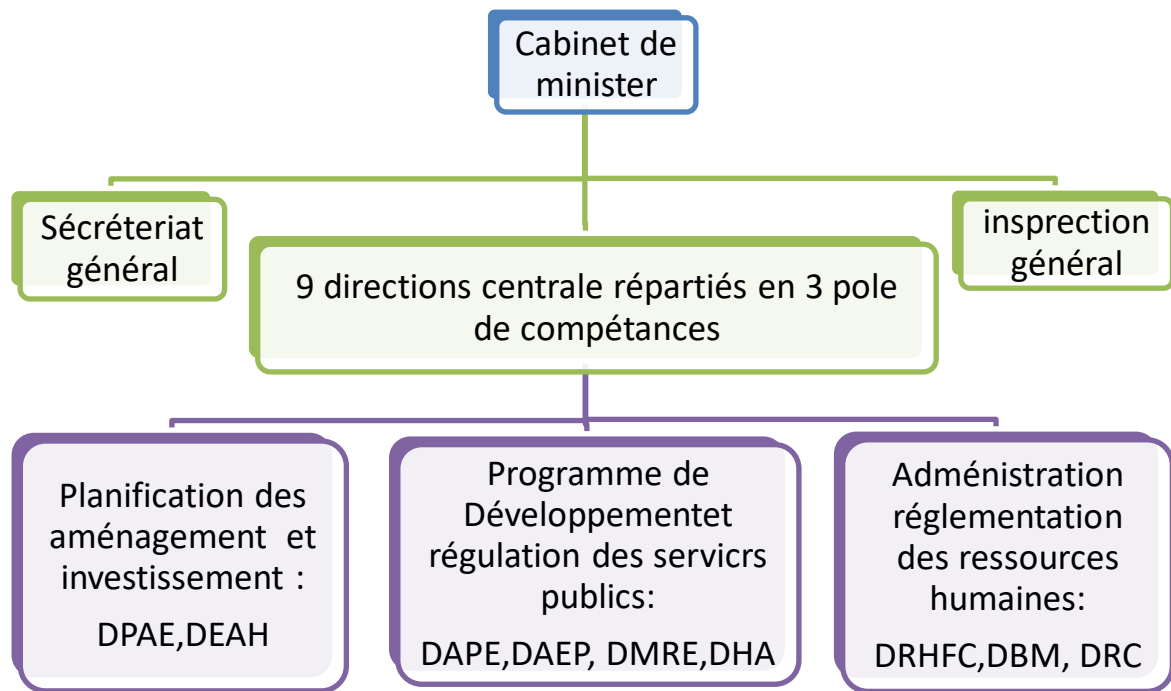 Cabinet de
minister
Sécréteriat
général
insprection
général
9 directions centrale répartiés en 3 pole
de compétances
Planification des
aménagement et
investissement :
DPAE,DEAH
Programme de
Développementet
régulation des servicrs
publics:
DAPE,DAEP, DMRE,DHA
Adménistration
réglementation
des ressources
humaines:
DRHFC,DBM, DRC